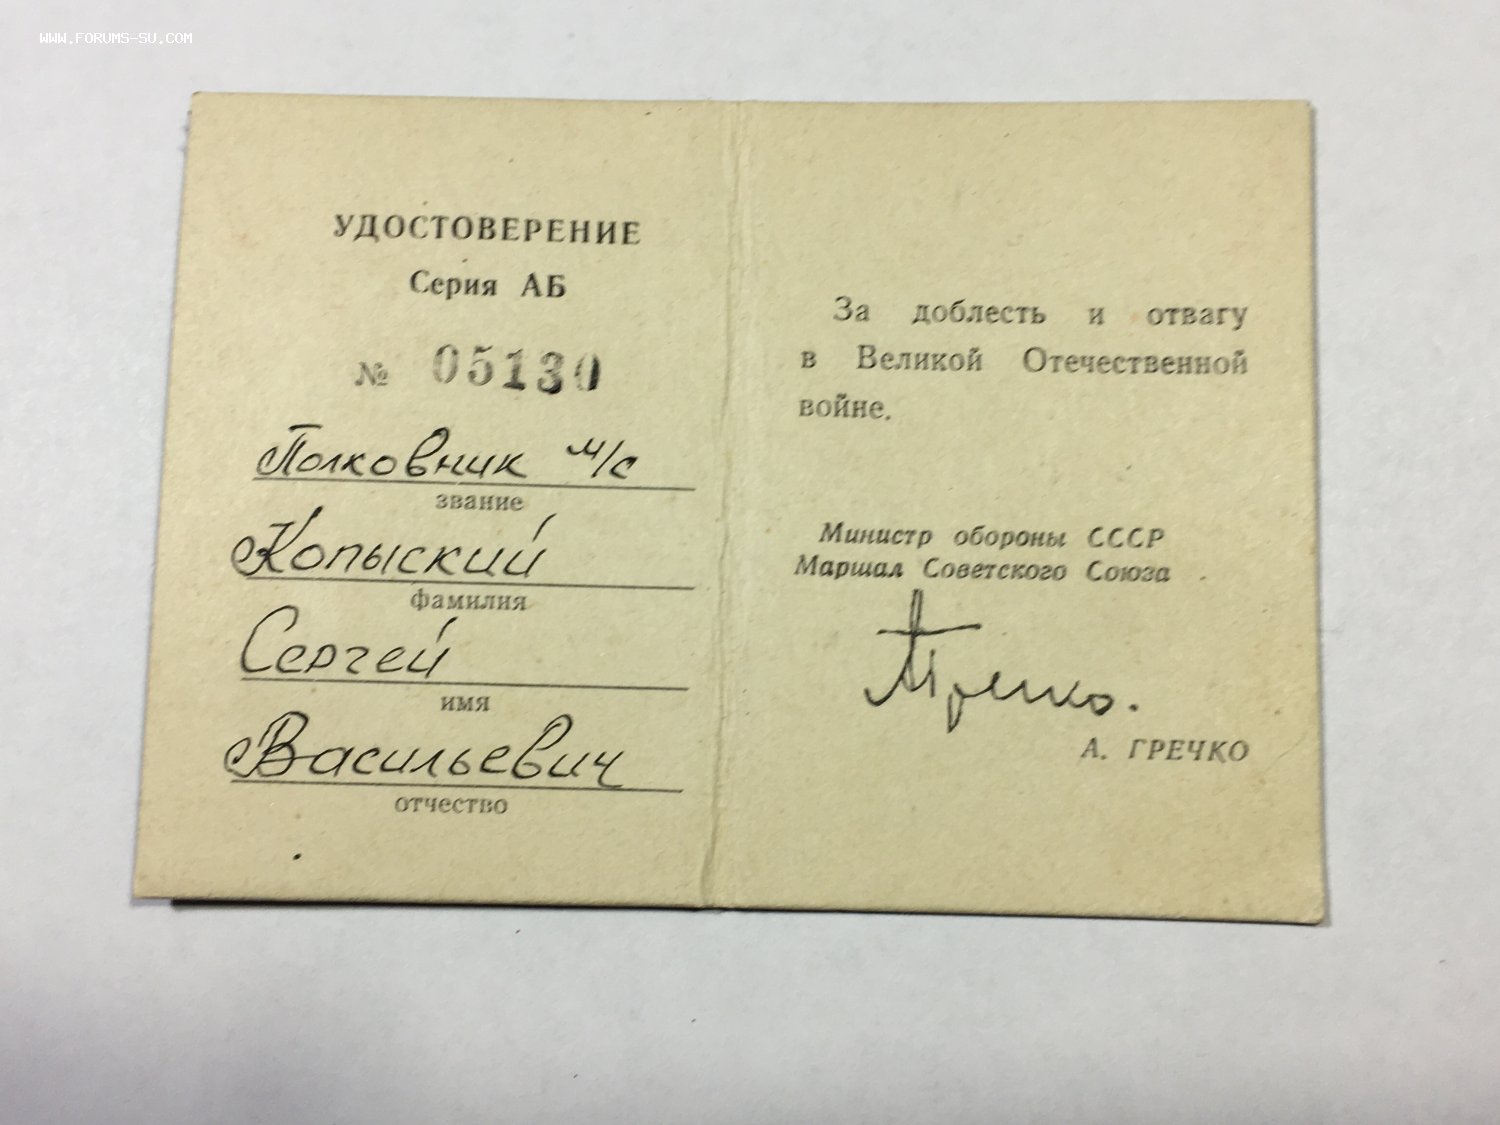 WWW.FORUMS-SU.COM
УДОСТОВЕРЕНИЕ
Серия АБ
№ 05130
Полковник м/с
звание
Копыский
фамилия
Сергей
имя
Васильевич
отчество
За доблесть и отвагу
в Великой Отечественной
войне.
Министр обороны СССР
Маршал Советского Союза
АГречко.
А. ГРЕЧКО